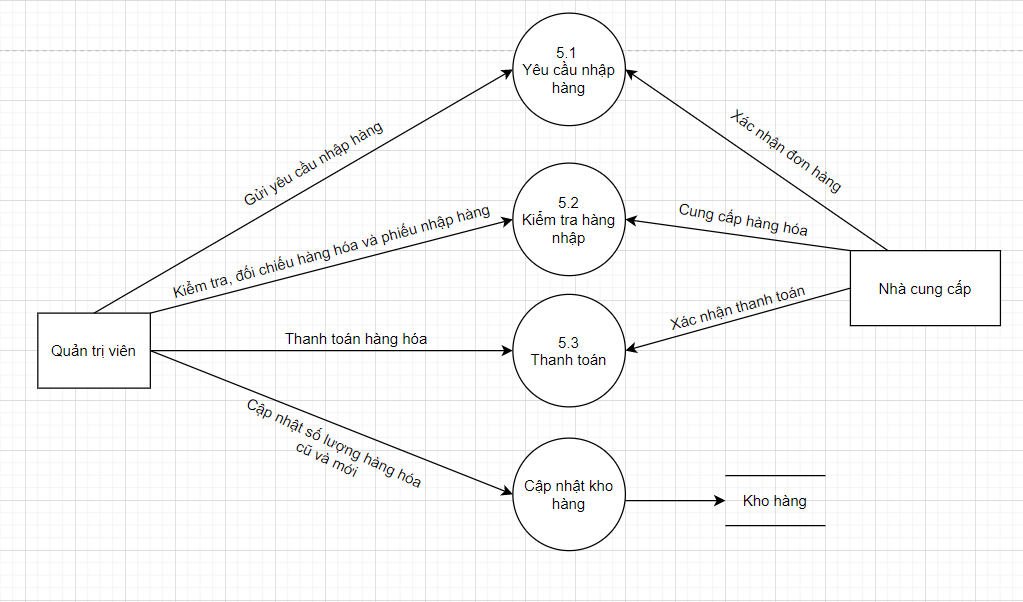 5.1
Yêu cầu nhập
hàng
Xác nhận đơn hàng
Gửi yêu cầu nhập hàng
5.2
Kiểm tra hàng
nhập
Cung cấp hàng hóa
Kiểm tra, đối chiếu hàng hóa và phiếu nhập hàng
Nhà cung cấp
Xác nhận thanh toán
Quản trị viên
Thanh toán hàng hóa
5.3
Thanh toán
Cập nhật số lượng hàng hóa
cũ và mới
Cập nhật kho
hàng
Kho hàng